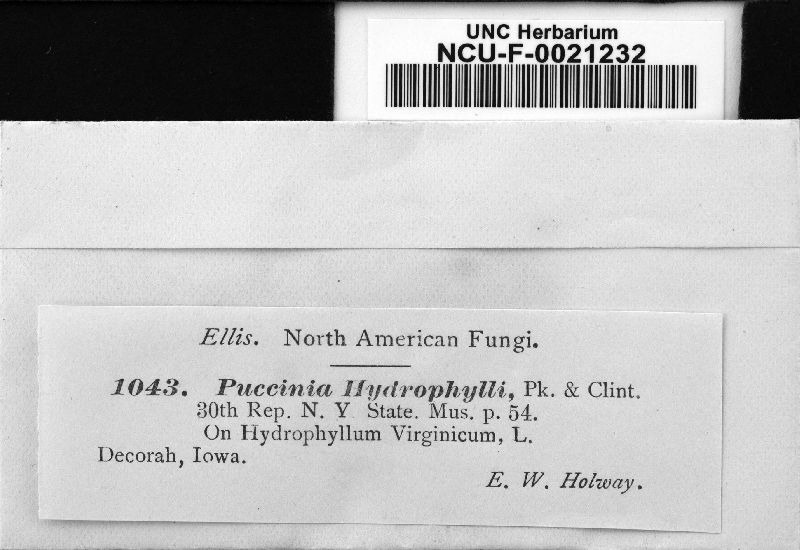 UNC Herbarium
NCU-F-0021232
Ellis. North American Fungi.
1043. Puccinia Hydrophylli, Pk. & Clint.
30th Rep. N. Y State. Mus. p. 54.
On Hydrophyllum Virginicum, L.
Decorah, Iowa.
E. W. Holway.